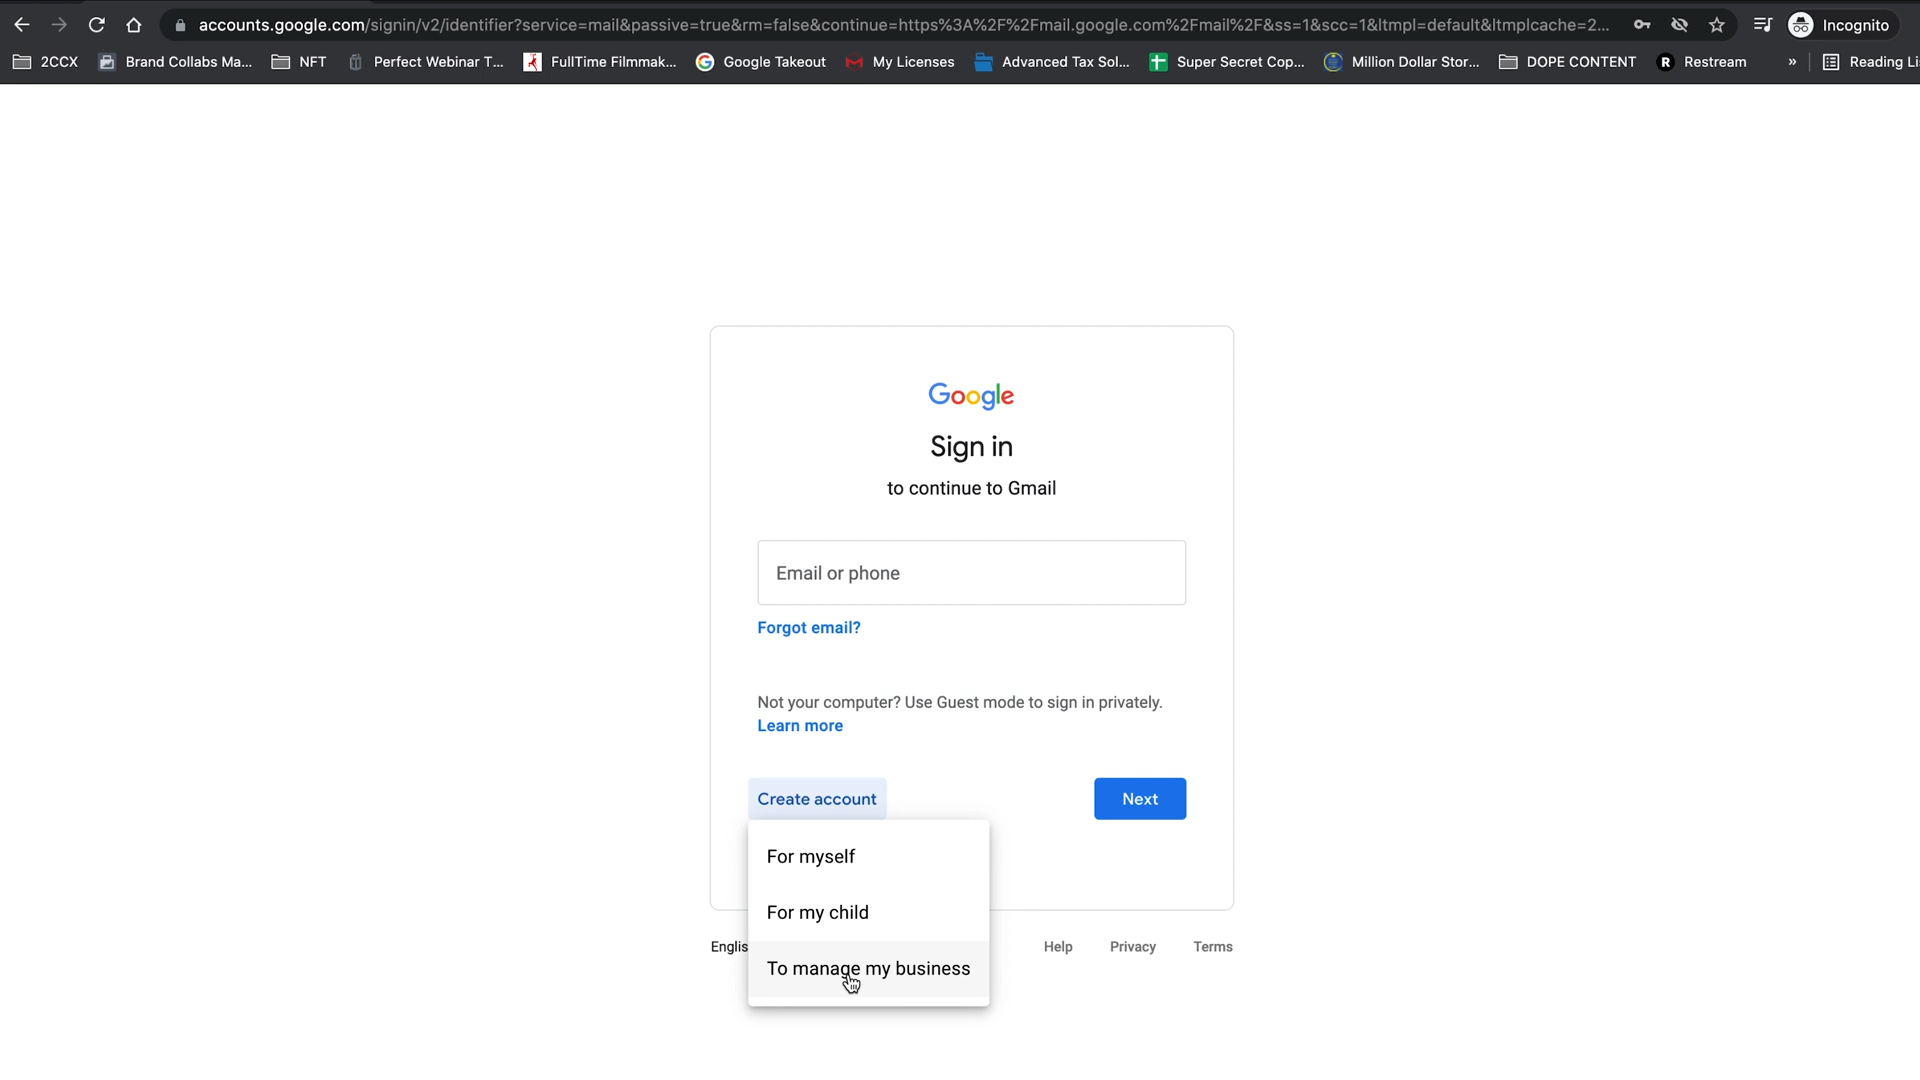 accounts.google.com/signin/v2/identifier?service=mail&passive=true&rm=false&continue=https%3A%2F%2Fmail.google.com%2Fmail%2F&ss=1&scc=1&ltmpl=default&ltmplcache=2... Incognito
2CCX Brand Collabs Ma... NFT Perfect Webinar T... FullTime Filmmak... Google Takeout My Licenses Advanced Tax Sol... Super Secret Cop... Million Dollar Stor... DOPE CONTENT R Restream » Reading Li
Google
Sign in
to continue to Gmail
Email or phone
Forgot email?
Not your computer? Use Guest mode to sign in privately.
Learn more
Create account Next
For myself
For my child
Englis Help Privacy Terms
To manage my business